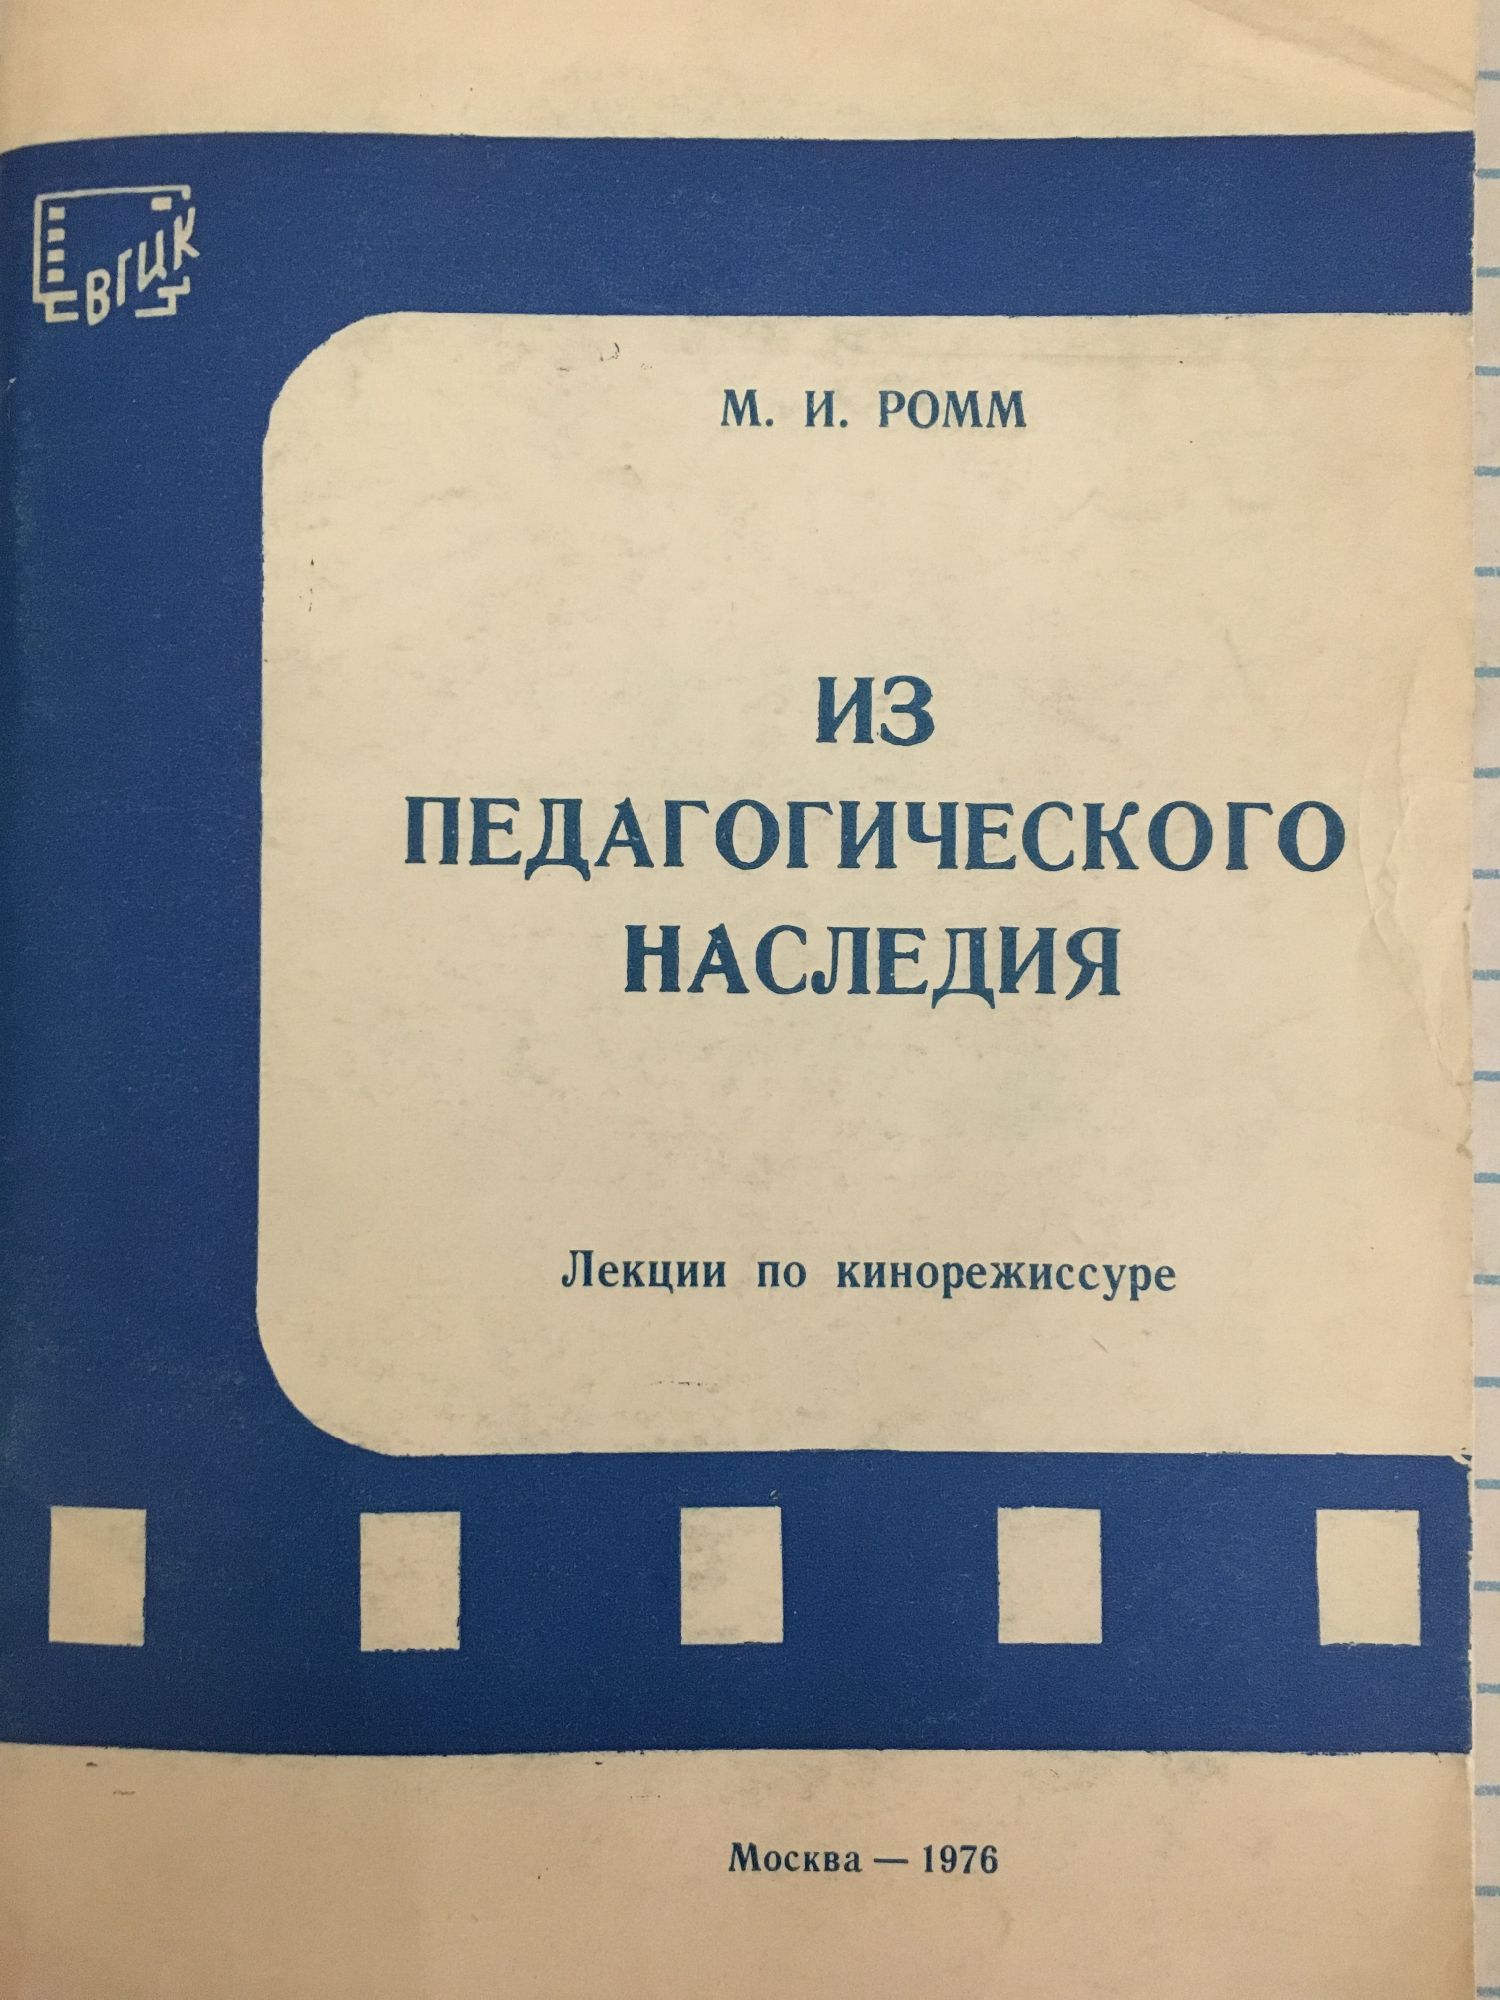 ВГИК
М. И. РОММ
ИЗ
ПЕДАГОГИЧЕСКОГО
НАСЛЕДИЯ
Лекции по кинорежиссуре
Москва — 1976